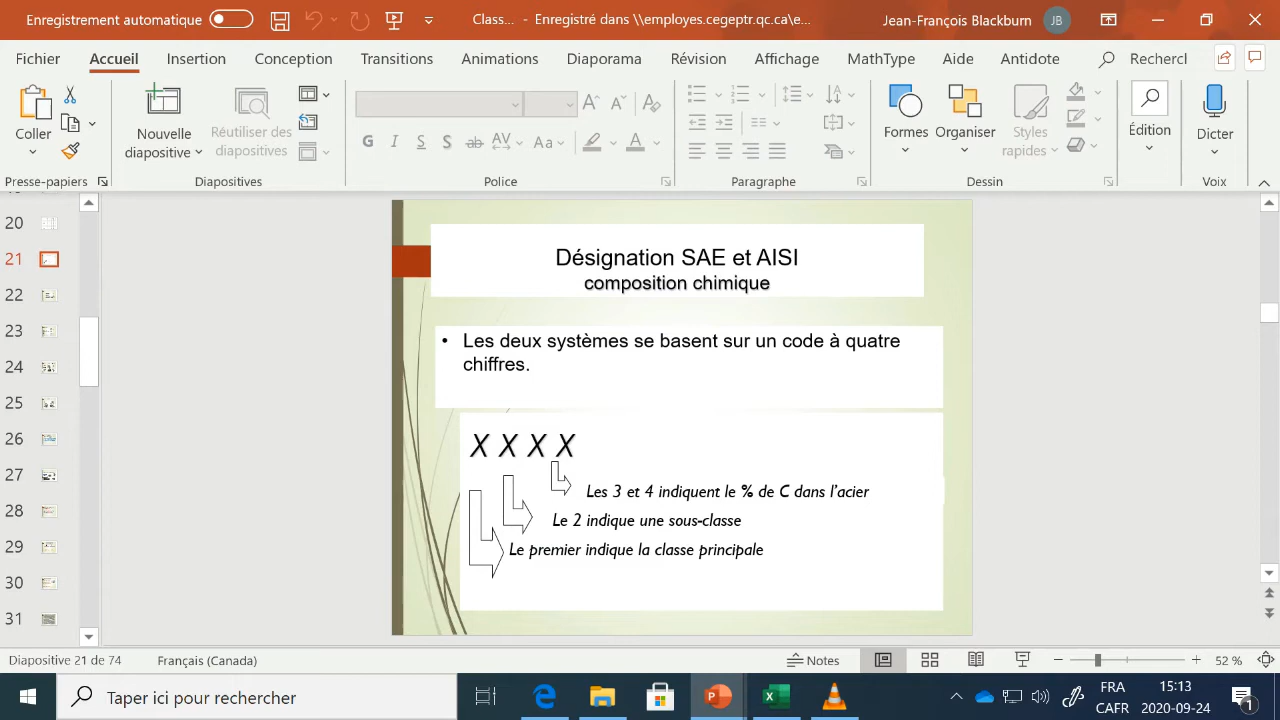 Enregistrement automatique
Class... - Enregistré dans \\employes.cegeptr.qc.ca\e...
Jean-François Blackburn
JB
Fichier Accueil Insertion Conception Transitions Animations Diaporama Révision Affichage MathType Aide Antidote Rechercl
Coller
Nouvelle diapositive
Réutiliser des diapositives
G I S S ab AV Aa A
Formes Organiser Styles rapides
Édition
Dicter
Presse-papiers Diapositives Police Paragraphe Dessin Voix
20
21
22
23
24
25
26
27
28
29
30
31
Désignation SAE et AISI
composition chimique
• Les deux systèmes se basent sur un code à quatre
chiffres.
X X X X
Les 3 et 4 indiquent le % de C dans l'acier
Le 2 indique une sous-classe
Le premier indique la classe principale
Diapositive 21 de 74 Français (Canada) Notes 52 %
Taper ici pour rechercher
FRA 15:13
CAFR 2020-09-24
1